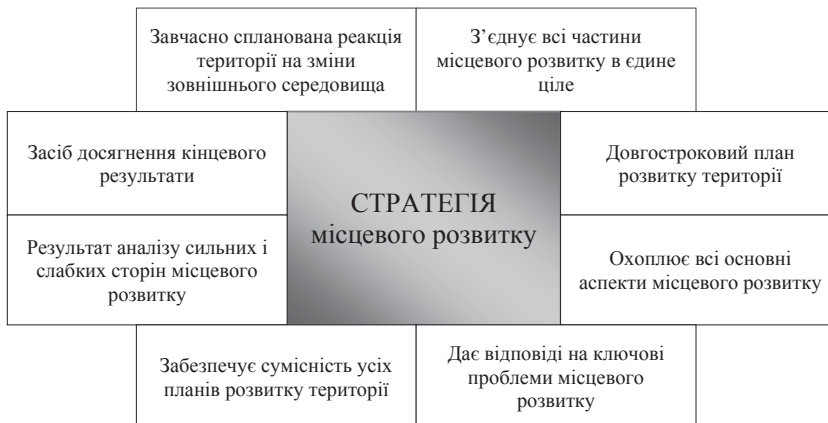 Завчасно спланована реакція
території на зміни
зовнішнього середовища
З’єднує всі частини
місцевого розвитку в єдине
ціле
Засіб досягнення кінцевого
результати
Довгостроковий план
розвитку території
СТРАТЕГІЯ
місцевого розвитку
Результат аналізу сильних і
слабких сторін місцевого
розвитку
Охоплює всі основні
аспекти місцевого розвитку
Забезпечує сумісність усіх
планів розвитку території
Дає відповіді на ключові
проблеми місцевого
розвитку